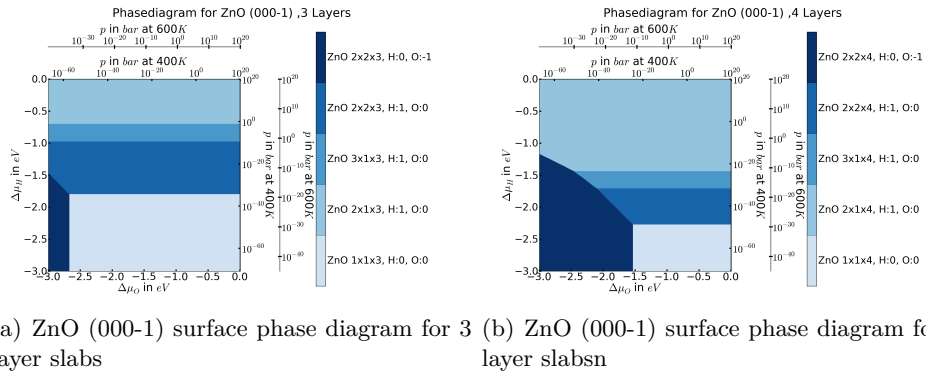 Phasediagram for ZnO (000-1) ,3 Layers
p in bar at 600K
10^{-30} 10^{-20} 10^{-10} 10^{0} 10^{10} 10^{20}
p in bar at 400K
10^{-60} 10^{-40} 10^{-20} 10^{0} 10^{20}
0.0
−0.5
−1.0
−1.5
−2.0
−2.5
−3.0
Δμ_H in eV
−3.0 −2.5 −2.0 −1.5 −1.0 −0.5 0.0
Δμ_O in eV
10^{20}
10^{0}
10^{-20}
10^{-40}
10^{-60}
p in bar at 400K
10^{20}
10^{10}
10^{0}
10^{-10}
10^{-20}
10^{-30}
10^{-40}
p in bar at 600K
ZnO 2x2x3, H:0, O:-1
ZnO 2x2x3, H:1, O:0
ZnO 3x1x3, H:1, O:0
ZnO 2x1x3, H:1, O:0
ZnO 1x1x3, H:0, O:0
Phasediagram for ZnO (000-1) ,4 Layers
p in bar at 600K
10^{-30} 10^{-20} 10^{-10} 10^{0} 10^{10} 10^{20}
p in bar at 400K
10^{-60} 10^{-40} 10^{-20} 10^{0} 10^{20}
0.0
−0.5
−1.0
−1.5
−2.0
−2.5
−3.0
Δμ_H in eV
−3.0 −2.5 −2.0 −1.5 −1.0 −0.5 0.0
Δμ_O in eV
10^{20}
10^{0}
10^{-20}
10^{-40}
10^{-60}
p in bar at 400K
10^{20}
10^{10}
10^{0}
10^{-10}
10^{-20}
10^{-30}
10^{-40}
p in bar at 600K
ZnO 2x2x4, H:0, O:-1
ZnO 2x2x4, H:1, O:0
ZnO 3x1x4, H:1, O:0
ZnO 2x1x4, H:1, O:0
ZnO 1x1x4, H:0, O:0
a) ZnO (000-1) surface phase diagram for 3
ayer slabs
(b) ZnO (000-1) surface phase diagram fo
layer slabsn